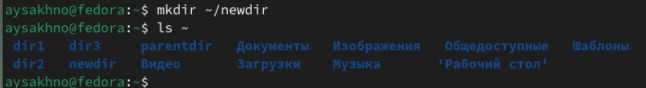 aysakhno@fedora:~$ mkdir ~/newdir
aysakhno@fedora:~$ ls ~
dir1 dir3 parentdir Документы Изображения Общедоступные Шаблоны
dir2 newdir Видео Загрузки Музыка 'Рабочий стол'
aysakhno@fedora:~$